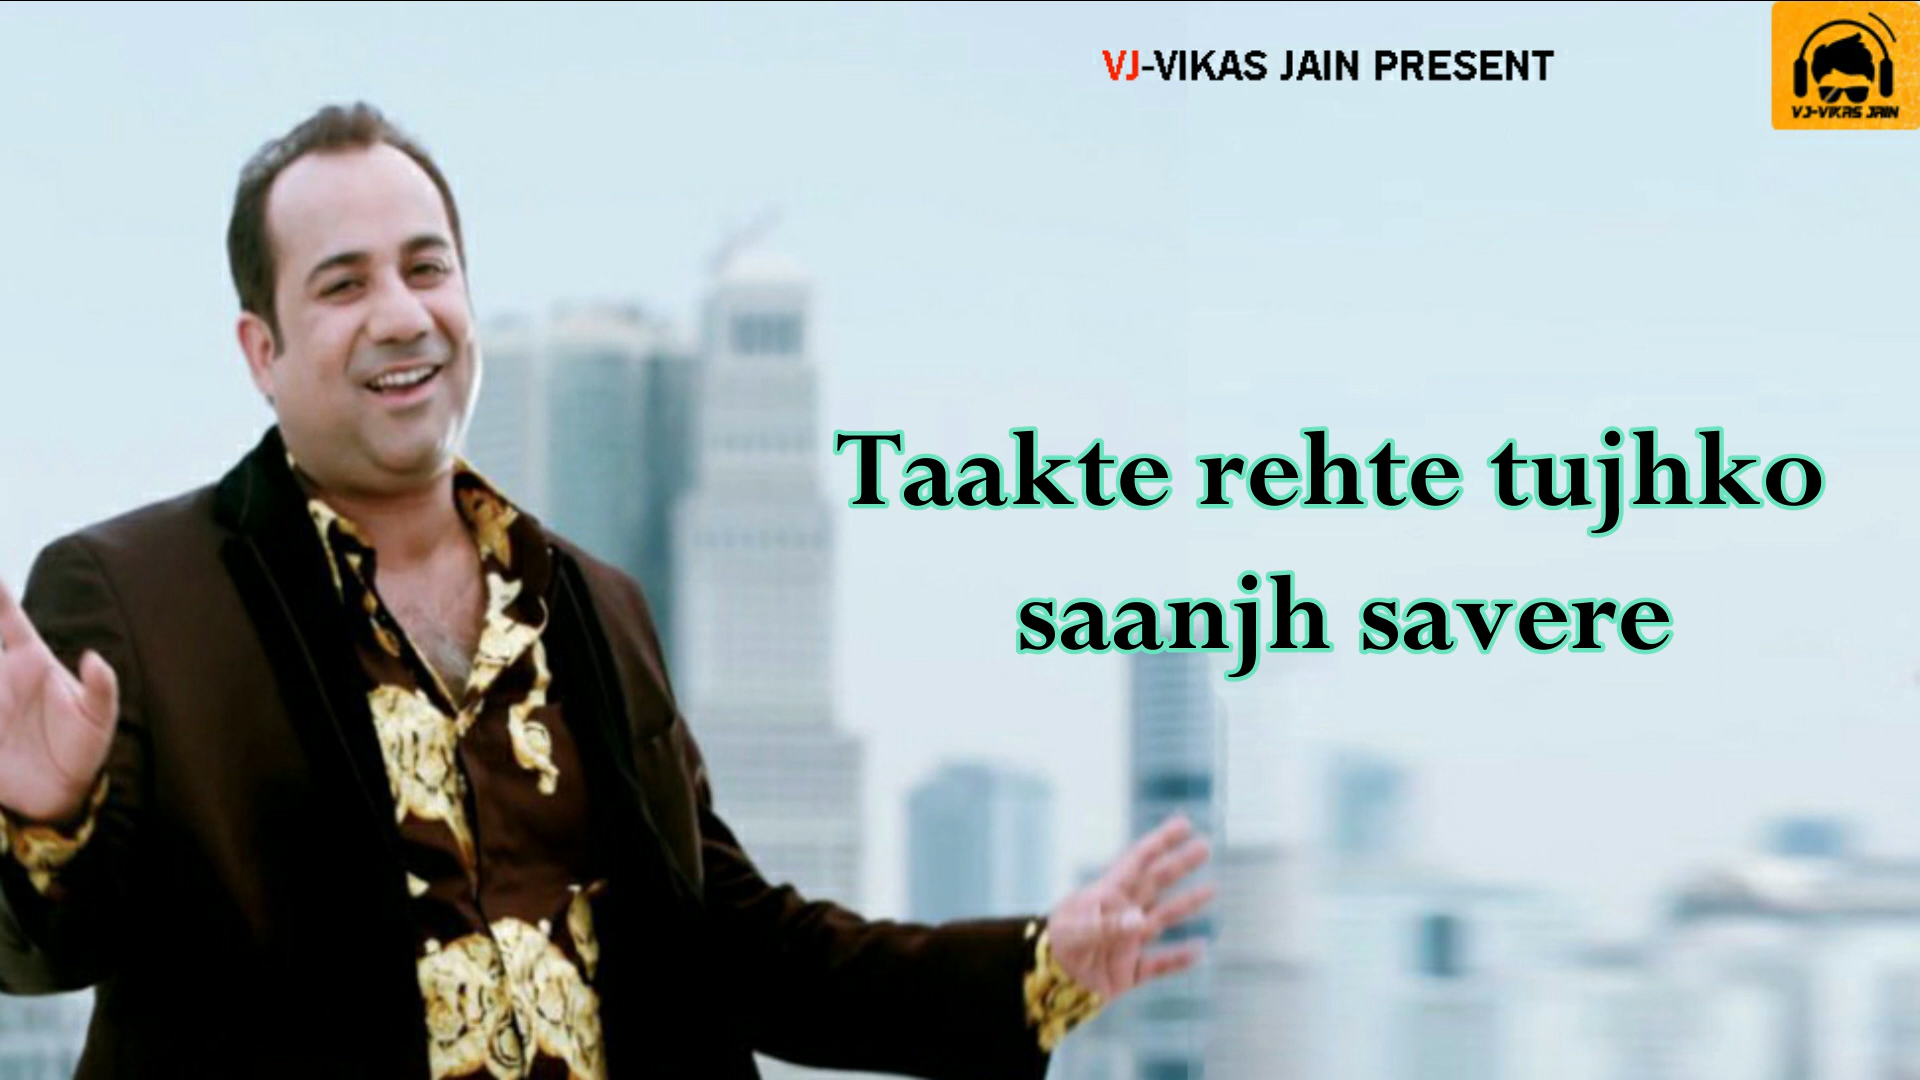 VJ-VIKAS JAIN PRESENT
VJ-VIKAS JAIN
Taakte rehte tujhko
saanjh savere